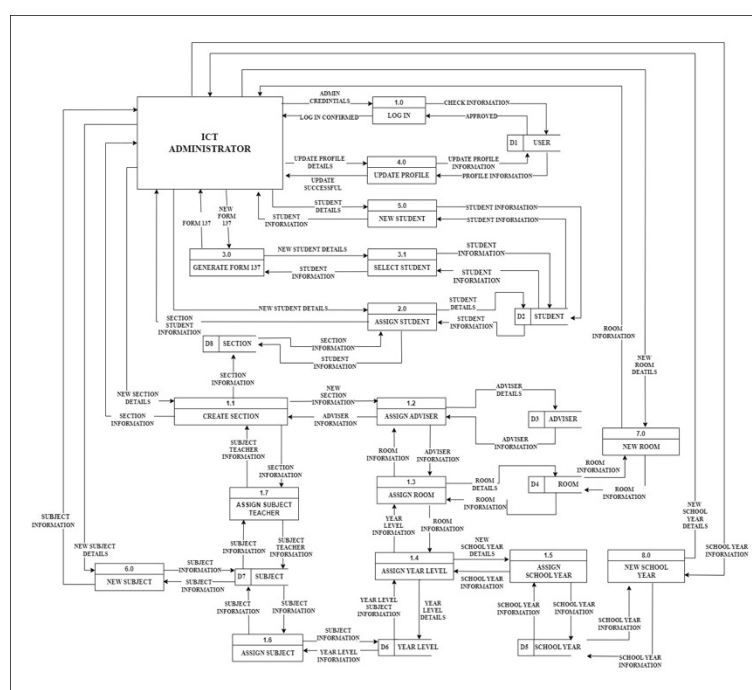 ICT
ADMINISTRATOR
ADMIN
CREDENTIALS
LOG IN CONFIRMED
1.0
LOG IN
CHECK INFORMATION
APPROVED
D1 USER
UPDATE PROFILE
DETAILS
UPDATE
SUCCESSFUL
4.0
UPDATE PROFILE
UPDATE PROFILE
INFORMATION
PROFILE INFORMATION
STUDENT
DETAILS
STUDENT
INFORMATION
5.0
NEW STUDENT
STUDENT INFORMATION
STUDENT INFORMATION
FORM 137
NEW
FORM
137
3.0
GENERATE FORM 137
NEW STUDENT DETAILS
STUDENT
INFORMATION
3.1
SELECT STUDENT
STUDENT
INFORMATION
STUDENT
INFORMATION
NEW STUDENT DETAILS
SECTION
STUDENT
INFORMATION
2.0
ASSIGN STUDENT
STUDENT
DETAILS
STUDENT
INFORMATION
D2 STUDENT
ROOM
INFORMATION
NEW
ROOM
DEATILS
D8 SECTION
SECTION
INFORMATION
STUDENT
INFORMATION
SECTION
INFORMATION
NEW SECTION
DETAILS
SECTION
INFORMATION
1.1
CREATE SECTION
NEW
SECTION
INFORMATION
ADVISER
INFORMATION
1.2
ASSIGN ADVISER
ADVISER
DETAILS
ADVISER
INFORMATION
D3 ADVISER
SUBJECT
TEACHER
INFORMATION
SECTION
INFORMATION
ROOM
INFORMATION
ADVISER
INFORMATION
7.0
NEW ROOM
1.3
ASSIGN ROOM
ROOM
DETAILS
ROOM
INFORMATION
D4 ROOM
ROOM
INFORMATION
ROOM
INFORMATION
1.7
ASSIGN SUBJECT
TEACHER
SUBJECT
INFORMATION
NEW SUBJECT
DETAILS
SUBJECT
INFORMATION
SUBJECT
TEACHER
INFORMATION
YEAR
LEVEL
INFORMATION
ROOM
INFORMATION
NEW
SCHOOL
YEAR
DETAILS
SCHOOL YEAR
INFORMATION
6.0
NEW SUBJECT
SUBJECT
INFORMATION
SUBJECT
INFORMATION
D7 SUBJECT
1.4
ASSIGN YEAR LEVEL
NEW
SCHOOL YEAR
DETAILS
SCHOOL YEAR
INFORMATION
1.5
ASSIGN
SCHOOL YEAR
8.0
NEW SCHOOL
YEAR
SUBJECT
INFORMATION
SUBJECT
INFORMATION
YEAR LEVEL
SUBJECT
INFORMATION
YEAR
LEVEL
DETAILS
SCHOOL YEAR
INFORMATION
SCHOOL YEAR
INFORMATION
SCHOOL YEAR
INFORMATION
1.6
ASSIGN SUBJECT
SUBJECT
INFORMATION
YEAR LEVEL
INFORMATION
D6 YEAR LEVEL
D5 SCHOOL YEAR
SCHOOL YEAR
INFORMATION